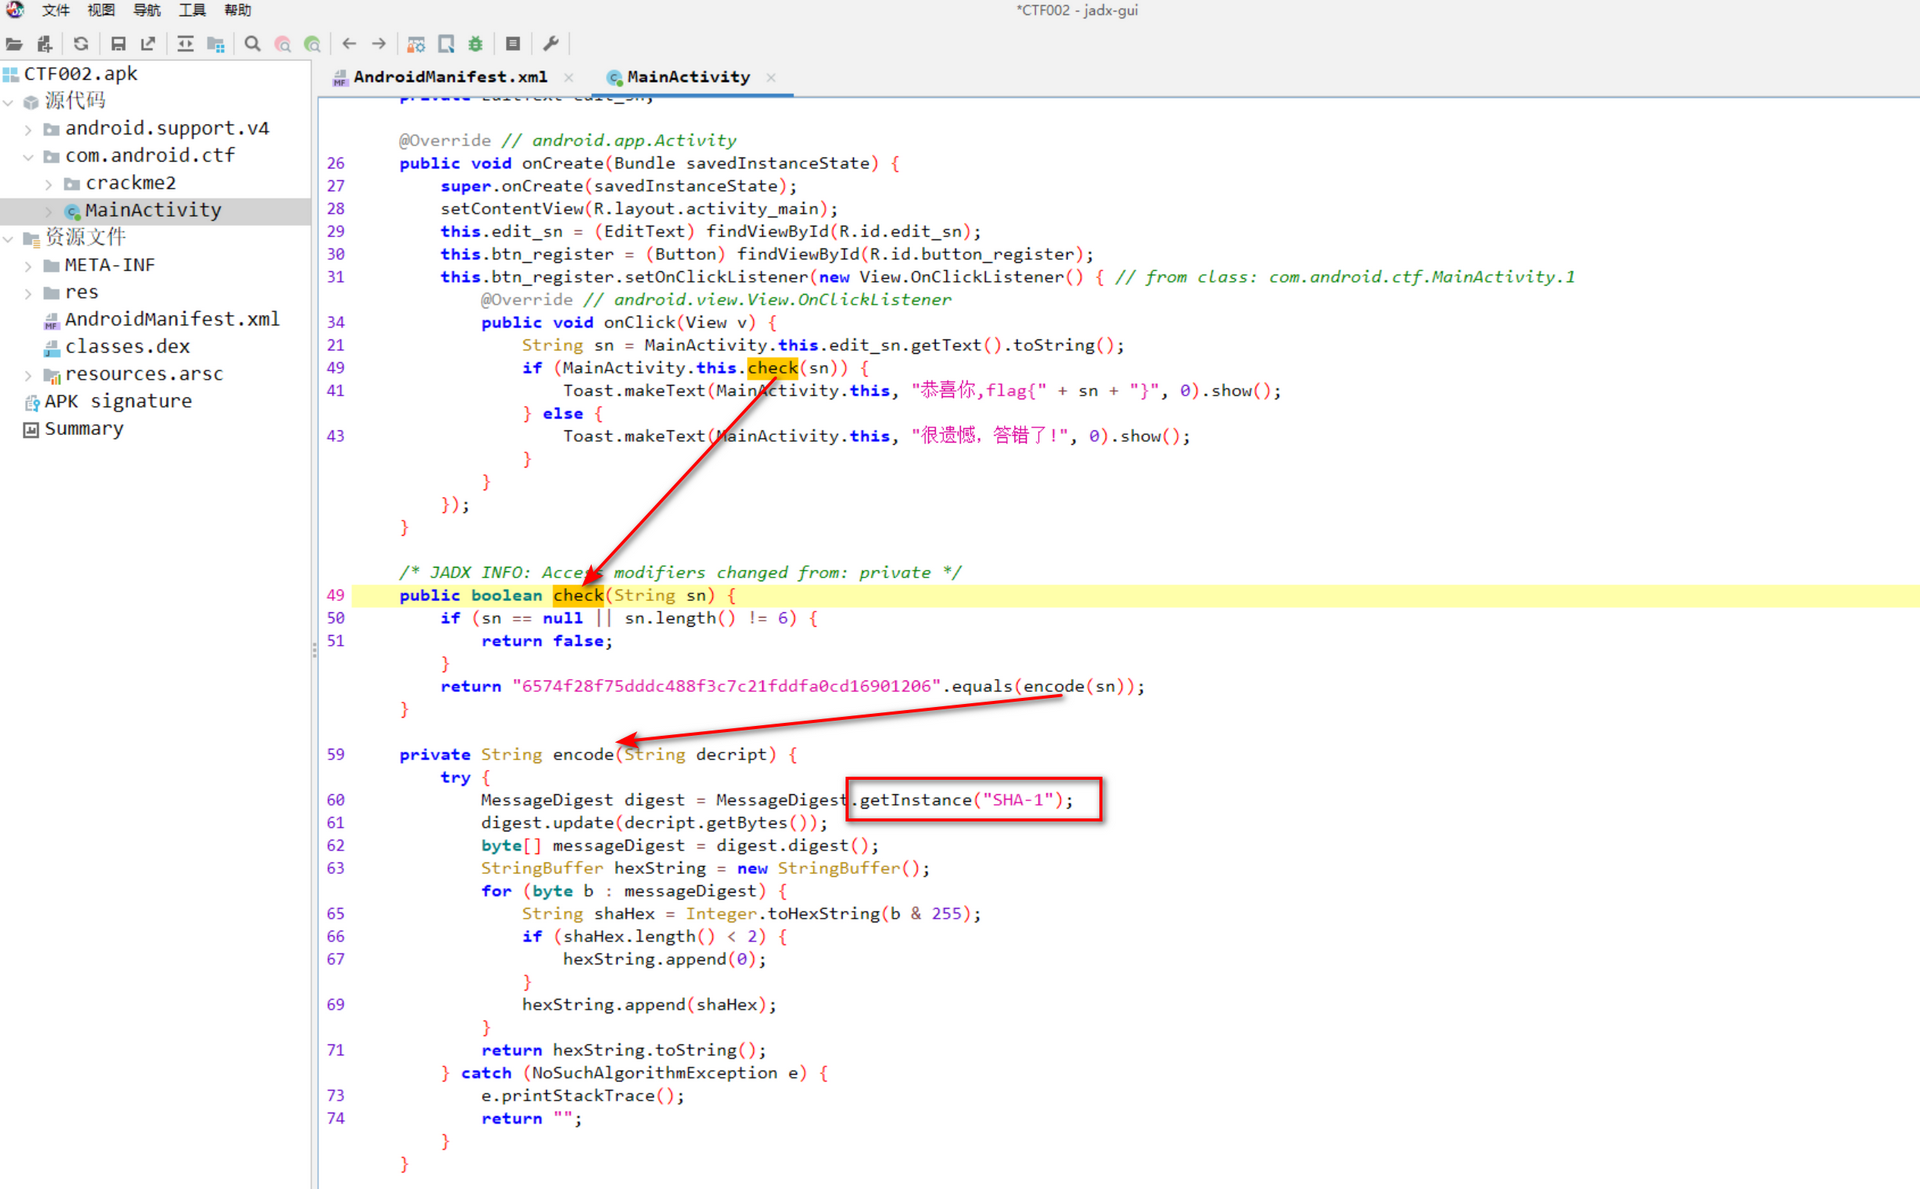 文件 视图 导航 工具 帮助
*CTF002 - jadx-gui
CTF002.apk
源代码
android.support.v4
com.android.ctf
crackme2
MainActivity
资源文件
META-INF
res
AndroidManifest.xml
classes.dex
resources.arsc
APK signature
Summary
AndroidManifest.xml × MainActivity ×
private EditText edit_sn;
@Override // android.app.Activity
26 public void onCreate(Bundle savedInstanceState) {
27 super.onCreate(savedInstanceState);
28 setContentView(R.layout.activity_main);
29 this.edit_sn = (EditText) findViewById(R.id.edit_sn);
30 this.btn_register = (Button) findViewById(R.id.button_register);
31 this.btn_register.setOnClickListener(new View.OnClickListener() { // from class: com.android.ctf.MainActivity.1
@Override // android.view.View.OnClickListener
34 public void onClick(View v) {
21 String sn = MainActivity.this.edit_sn.getText().toString();
49 if (MainActivity.this.check(sn)) {
41 Toast.makeText(MainActivity.this, "恭喜你,flag{" + sn + "}", 0).show();
} else {
43 Toast.makeText(MainActivity.this, "很遗憾，答错了!", 0).show();
}
}
});
}
/* JADX INFO: Access modifiers changed from: private */
49 public boolean check(String sn) {
50 if (sn == null || sn.length() != 6) {
51 return false;
}
return "6574f28f75dddc488f3c7c21fddfa0cd16901206".equals(encode(sn));
}
59 private String encode(String decript) {
try {
60 MessageDigest digest = MessageDigest.getInstance("SHA-1");
61 digest.update(decript.getBytes());
62 byte[] messageDigest = digest.digest();
63 StringBuffer hexString = new StringBuffer();
for (byte b : messageDigest) {
65 String shaHex = Integer.toHexString(b & 255);
66 if (shaHex.length() < 2) {
67 hexString.append(0);
}
69 hexString.append(shaHex);
}
71 return hexString.toString();
} catch (NoSuchAlgorithmException e) {
73 e.printStackTrace();
74 return "";
}
}